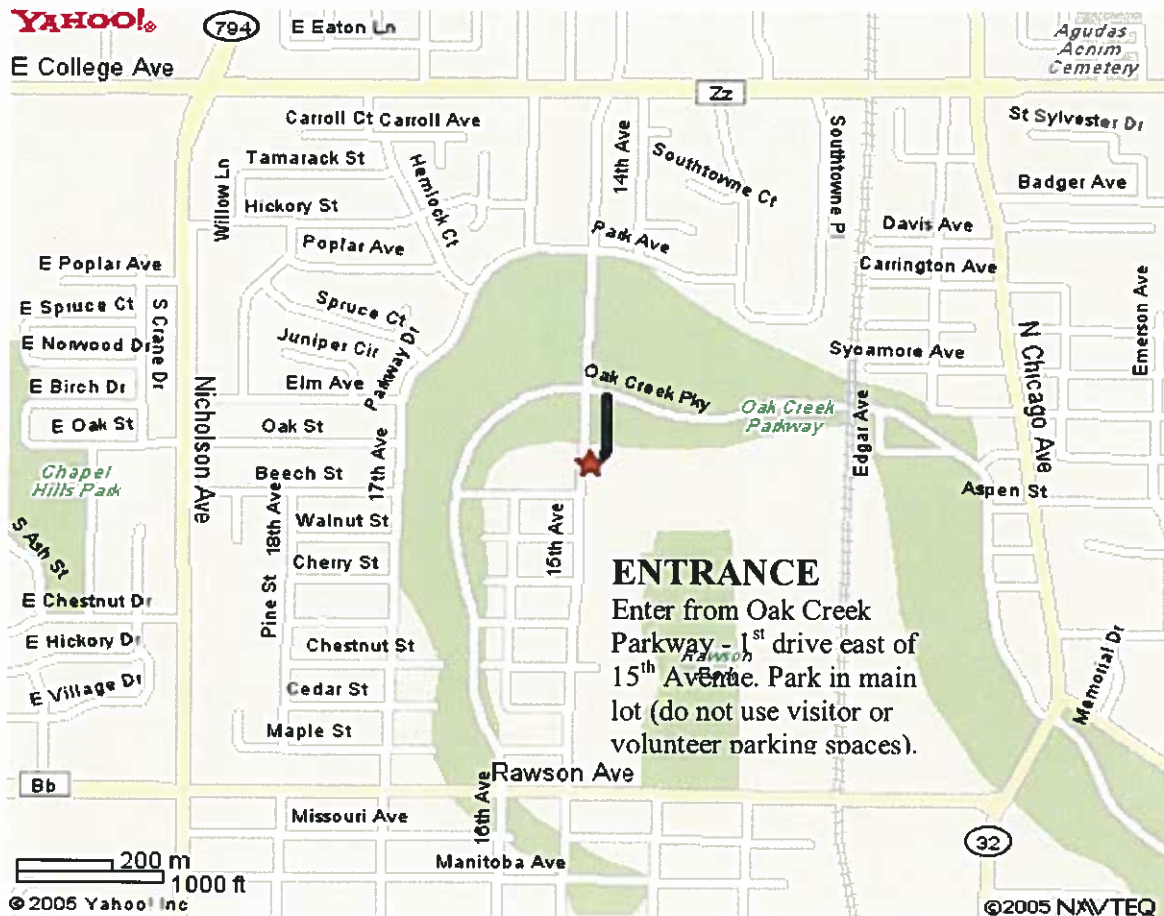 YAHOO!®
794
E Eaton Ln
Agudas
Achim
Cemetery
E College Ave
Zz
St Sylvester Dr
Carroll Ct Carroll Ave
14th Ave
Southtowne Ct
Southtowne Pl
Tamarack St
Hemlock Ct
Badger Ave
Willow Ln
Hickory St
Davis Ave
Park Ave
Poplar Ave
E Poplar Ave
Carrington Ave
Emerson Ave
E Spruce Ct
S Crane Dr
Spruce Ct
N Chicago Ave
E Norwood Dr
Juniper Cir
Parkway Dr
Sycamore Ave
E Birch Dr
Nicholson Ave
Elm Ave
Oak Creek Pky
Oak Creek
Parkway
E Oak St
Oak St
Edgar Ave
Chapel
Hills Park
Beech St
17th Ave
Aspen St
18th Ave
Walnut St
15th Ave
S Ash St
Cherry St
ENTRANCE
Enter from Oak Creek
Parkway - 1st drive east of
15th Avenue. Park in main
lot (do not use visitor or
volunteer parking spaces).
Rawson
E Chestnut Dr
Pine St
E Hickory Dr
Chestnut St
Memorial Dr
E Village Dr
Cedar St
Maple St
Rawson Ave
Bb
16th Ave
Missouri Ave
32
Manitoba Ave
200 m
1000 ft
©2005 Yahoo! Inc
©2005 NAVTEQ